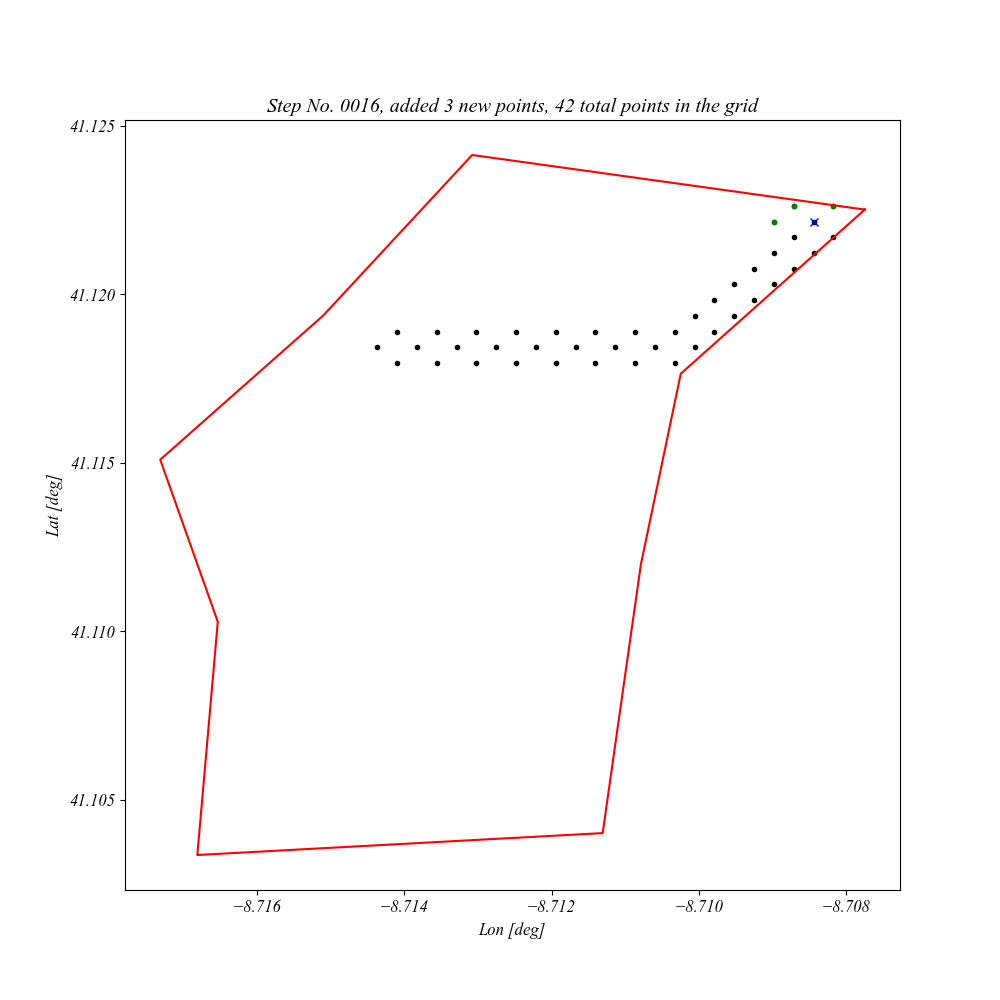 Step No. 0016, added 3 new points, 42 total points in the grid
41.125
41.120
41.115
41.110
41.105
Lat [deg]
−8.716 −8.714 −8.712 −8.710 −8.708
Lon [deg]